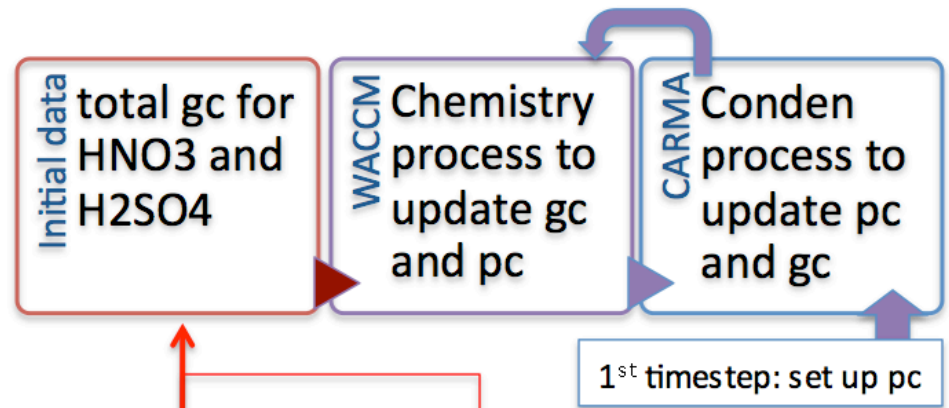 Initial data
total gc for
HNO3 and
H2SO4
WACCM
Chemistry
process to
update gc
and pc
CARMA
Conden
process to
update pc
and gc
1st timestep: set up pc